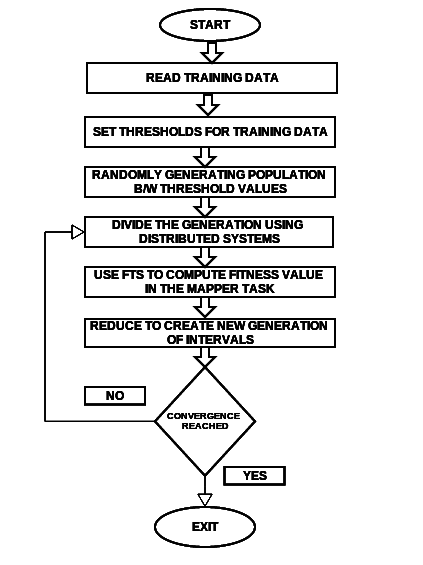 START
READ TRAINING DATA
SET THRESHOLDS FOR TRAINING DATA
RANDOMLY GENERATING POPULATION
B/W THRESHOLD VALUES
DIVIDE THE GENERATION USING
DISTRIBUTED SYSTEMS
USE FTS TO COMPUTE FITNESS VALUE
IN THE MAPPER TASK
REDUCE TO CREATE NEW GENERATION
OF INTERVALS
NO
CONVERGENCE
REACHED
YES
EXIT